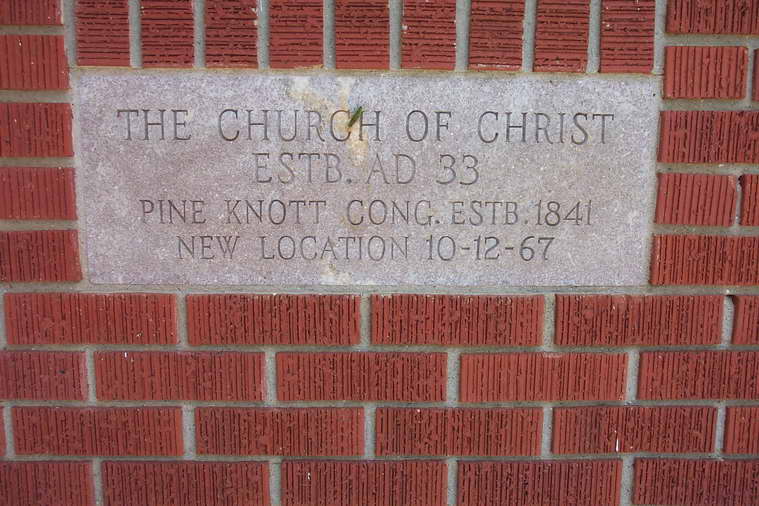 THE CHURCH OF CHRIST
ESTB. AD 33
PINE KNOTT CONG. ESTB. 1841
NEW LOCATION 10-12-67